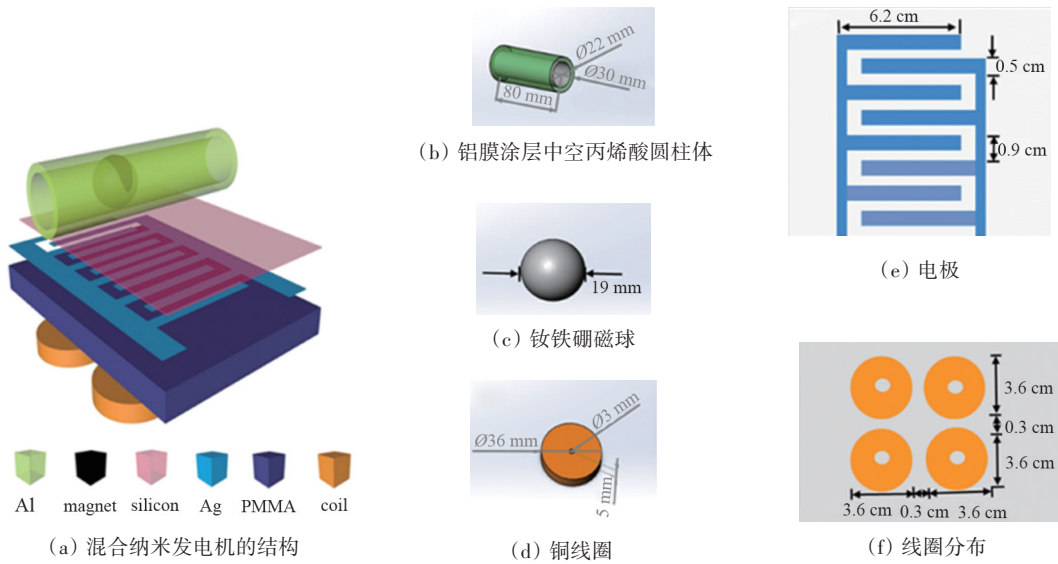 Al
magnet
silicon
Ag
PMMA
coil
(a) 混合纳米发电机的结构
Ø22 mm
Ø30 mm
80 mm
(b) 铝膜涂层中空丙烯酸圆柱体
19 mm
(c) 钕铁硼磁球
Ø3 mm
Ø36 mm
5 mm
(d) 铜线圈
6.2 cm
0.5 cm
0.9 cm
(e) 电极
3.6 cm
0.3 cm
3.6 cm
3.6 cm
0.3 cm
3.6 cm
(f) 线圈分布